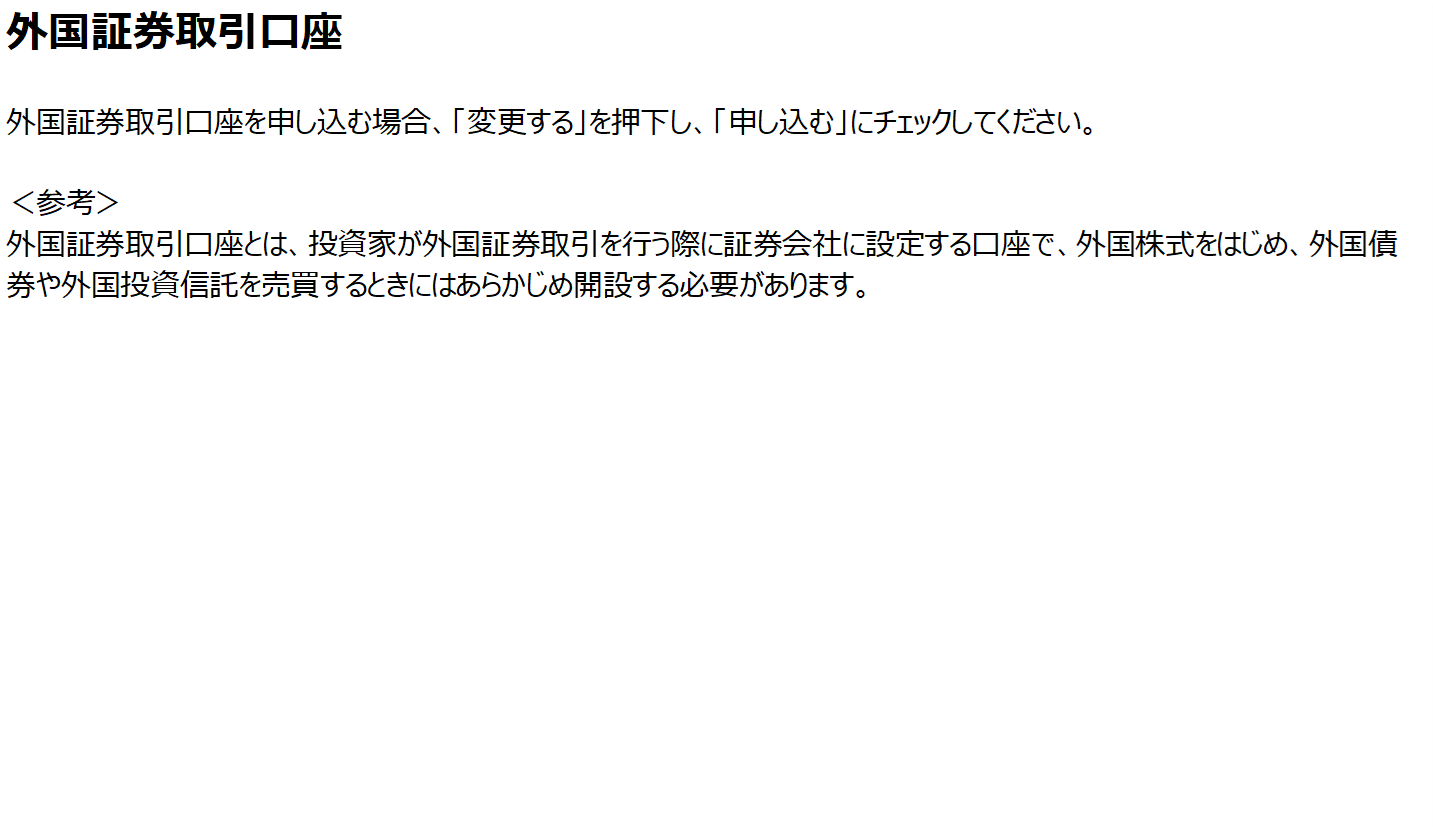 外国証券取引口座
外国証券取引口座を申し込む場合、「変更する」を押下し、「申し込む」にチェックしてください。
＜参考＞
外国証券取引口座とは、投資家が外国証券取引を行う際に証券会社に設定する口座で、外国株式をはじめ、外国債
券や外国投資信託を売買するときにはあらかじめ開設する必要があります。